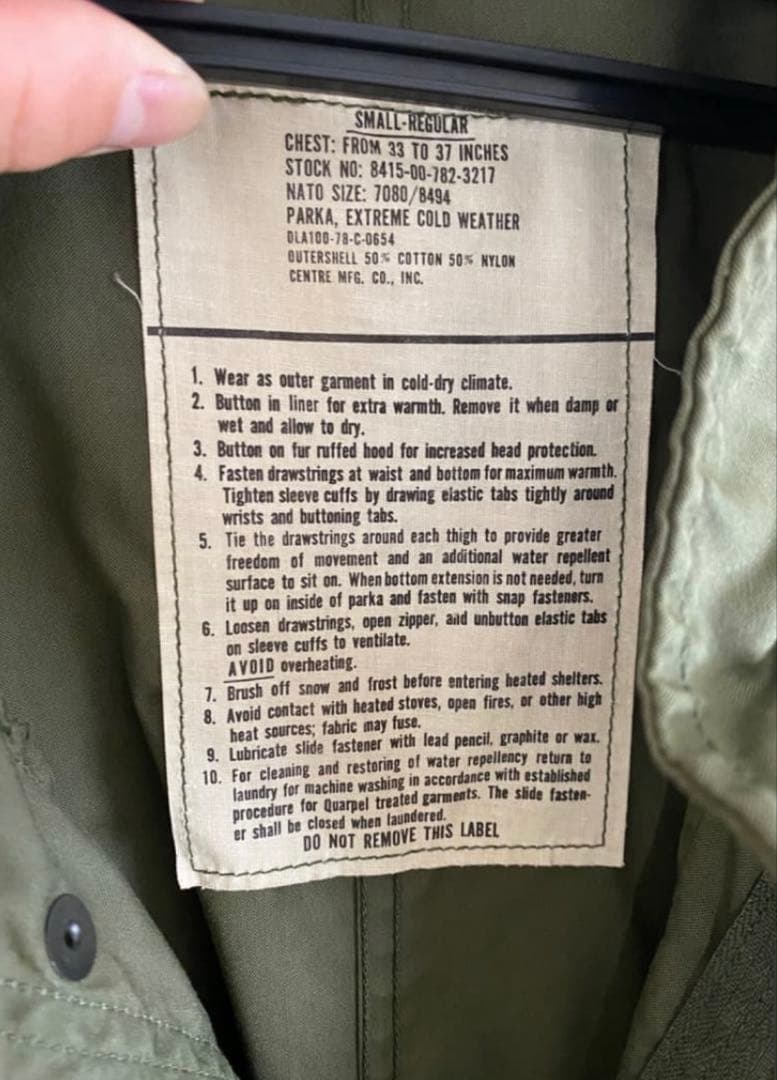 SMALL-REGULAR
CHEST: FROM 33 TO 37 INCHES
STOCK NO: 8415-00-782-3217
NATO SIZE: 7080/8494
PARKA, EXTREME COLD WEATHER
DLA100-78-C-0654
OUTERSHELL 50% COTTON 50% NYLON
CENTRE MFG. CO., INC.
1. Wear as outer garment in cold-dry climate.
2. Button in liner for extra warmth. Remove it when damp or
wet and allow to dry.
3. Button on fur ruffed hood for increased head protection.
4. Fasten drawstrings at waist and bottom for maximum warmth.
Tighten sleeve cuffs by drawing elastic tabs tightly around
wrists and buttoning tabs.
5. Tie the drawstrings around each thigh to provide greater
freedom of movement and an additional water repellent
surface to sit on. When bottom extension is not needed, turn
it up on inside of parka and fasten with snap fasteners.
6. Loosen drawstrings, open zipper, and unbutton elastic tabs
on sleeve cuffs to ventilate.
AVOID overheating.
7. Brush off snow and frost before entering heated shelters.
8. Avoid contact with heated stoves, open fires, or other high
heat sources; fabric may fuse.
9. Lubricate slide fastener with lead pencil, graphite or wax.
10. For cleaning and restoring of water repellency return to
laundry for machine washing in accordance with established
procedure for Quarpel treated garments. The slide fasten-
er shall be closed when laundered.
DO NOT REMOVE THIS LABEL